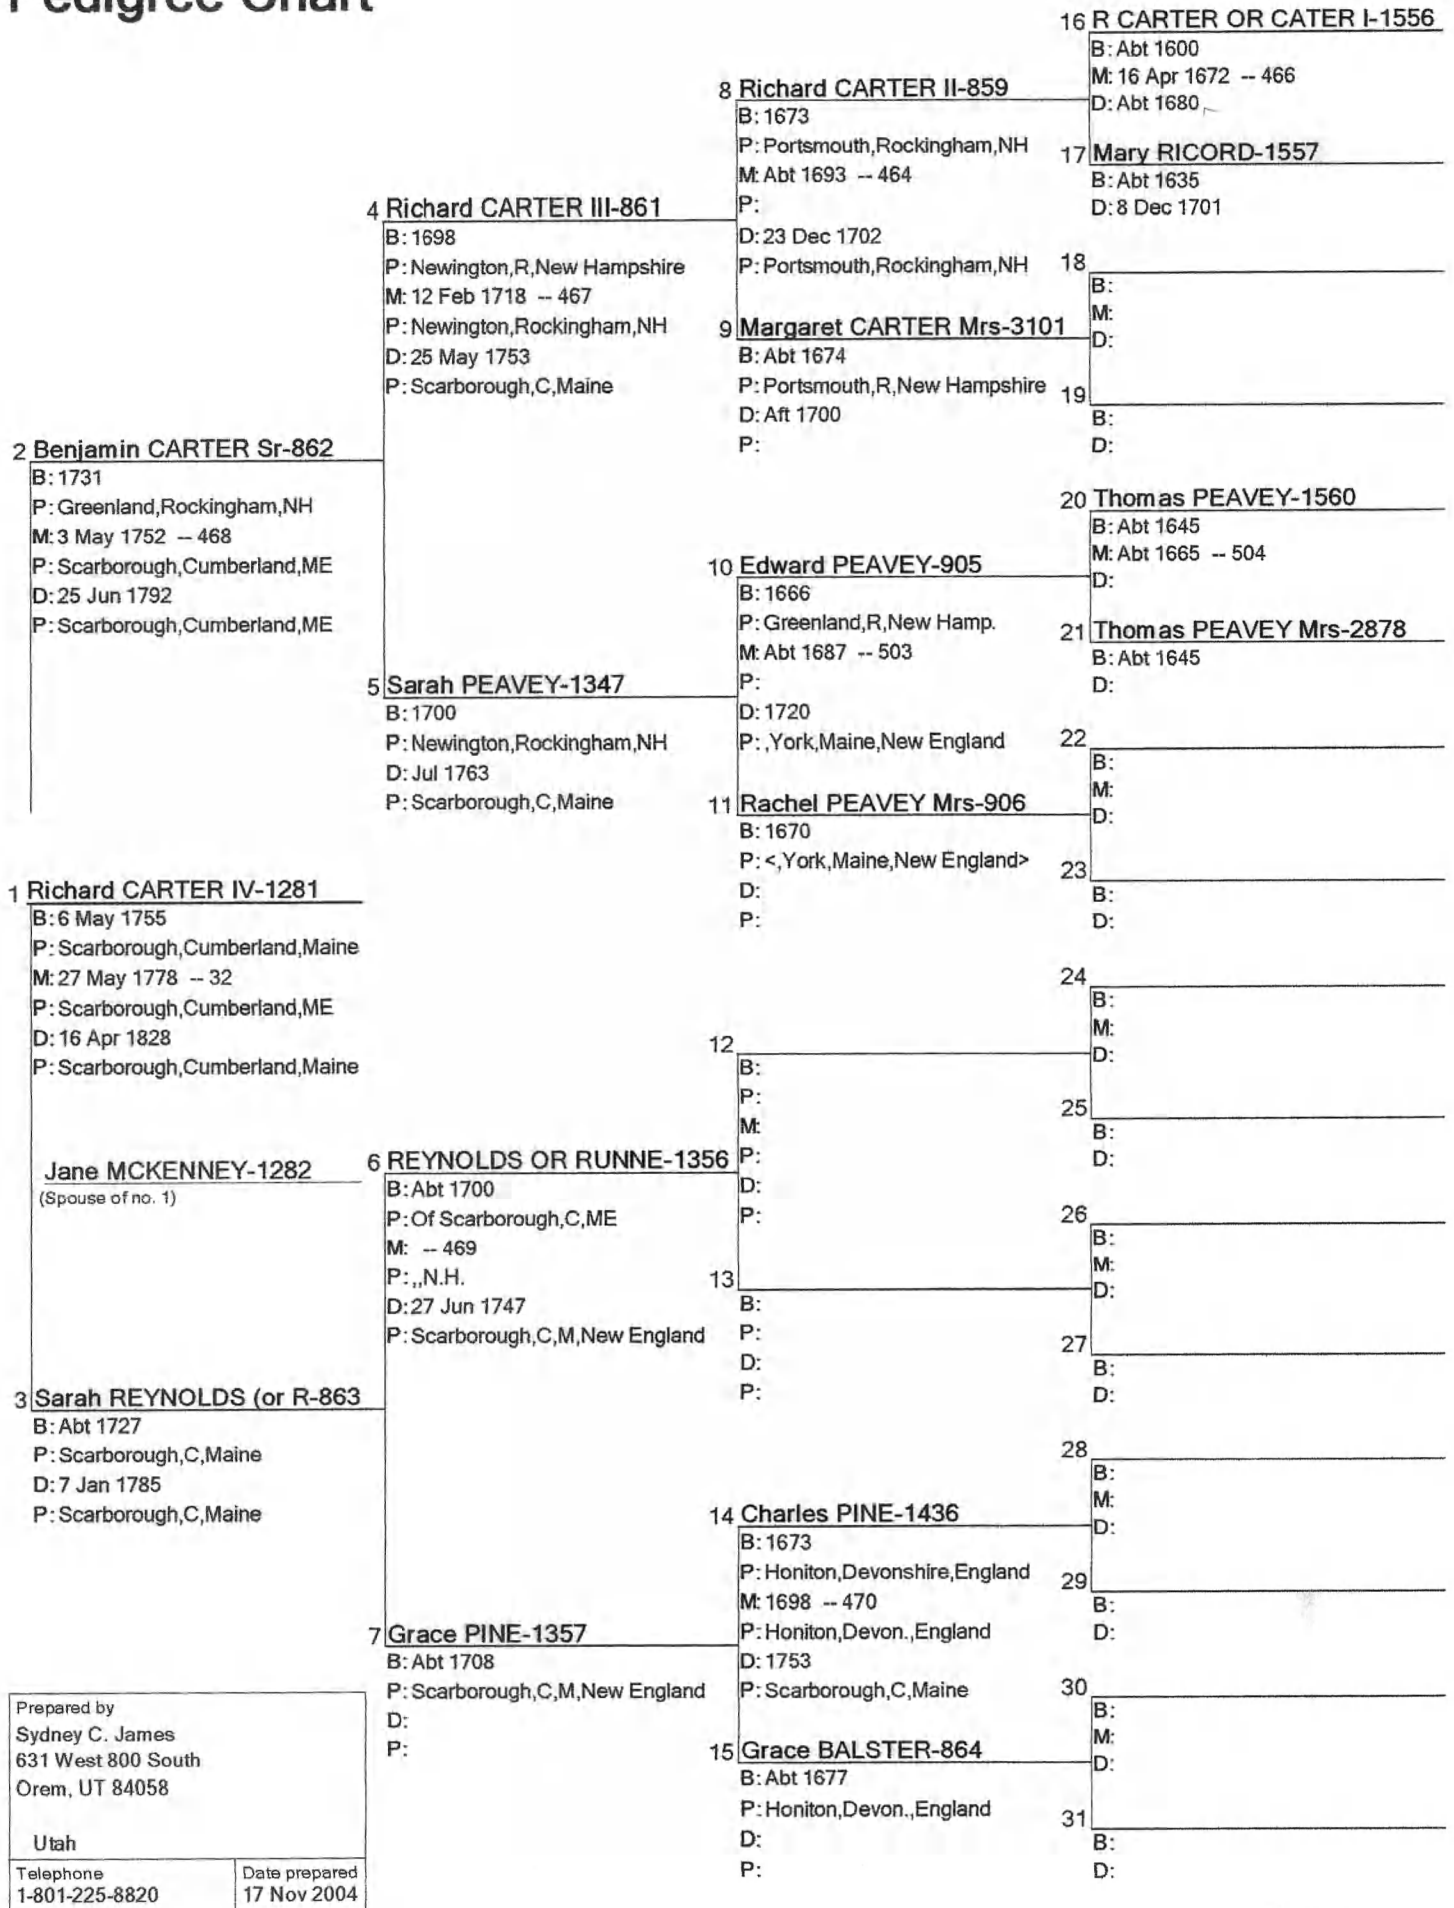 Pedigree Chart
16 R CARTER OR CATER I-1556
B: Abt 1600
M: 16 Apr 1672 -- 466
D: Abt 1680
8 Richard CARTER II-859
B: 1673
P: Portsmouth,Rockingham,NH
M: Abt 1693 -- 464
P:
D: 23 Dec 1702
P: Portsmouth,Rockingham,NH
17 Mary RICORD-1557
B: Abt 1635
D: 8 Dec 1701
4 Richard CARTER III-861
B: 1698
P: Newington,R,New Hampshire
M: 12 Feb 1718 -- 467
P: Newington,Rockingham,NH
D: 25 May 1753
P: Scarborough,C,Maine
18
B:
M:
D:
9 Margaret CARTER Mrs-3101
B: Abt 1674
P: Portsmouth,R,New Hampshire
D: Aft 1700
P:
19
B:
D:
2 Benjamin CARTER Sr-862
B: 1731
P: Greenland,Rockingham,NH
M: 3 May 1752 -- 468
P: Scarborough,Cumberland,ME
D: 25 Jun 1792
P: Scarborough,Cumberland,ME
20 Thomas PEAVEY-1560
B: Abt 1645
M: Abt 1665 -- 504
D:
10 Edward PEAVEY-905
B: 1666
P: Greenland,R,New Hamp.
M: Abt 1687 -- 503
P:
D: 1720
P: ,York,Maine,New England
21 Thomas PEAVEY Mrs-2878
B: Abt 1645
D:
5 Sarah PEAVEY-1347
B: 1700
P: Newington,Rockingham,NH
D: Jul 1763
P: Scarborough,C,Maine
22
B:
M:
D:
11 Rachel PEAVEY Mrs-906
B: 1670
P: <,York,Maine,New England>
D:
P:
23
B:
D:
1 Richard CARTER IV-1281
B: 6 May 1755
P: Scarborough,Cumberland,Maine
M: 27 May 1778 -- 32
P: Scarborough,Cumberland,ME
D: 16 Apr 1828
P: Scarborough,Cumberland,Maine
24
B:
M:
D:
12
B:
P:
M:
P:
D:
P:
25
B:
D:
Jane MCKENNEY-1282
(Spouse of no. 1)
6 REYNOLDS OR RUNNE-1356
B: Abt 1700
P: Of Scarborough,C,ME
M: -- 469
P: ,,N.H.
D: 27 Jun 1747
P: Scarborough,C,M,New England
26
B:
M:
D:
13
B:
P:
D:
P:
27
B:
D:
3 Sarah REYNOLDS (or R-863
B: Abt 1727
P: Scarborough,C,Maine
D: 7 Jan 1785
P: Scarborough,C,Maine
28
B:
M:
D:
14 Charles PINE-1436
B: 1673
P: Honiton,Devonshire,England
M: 1698 -- 470
P: Honiton,Devon.,England
D: 1753
P: Scarborough,C,Maine
29
B:
D:
7 Grace PINE-1357
B: Abt 1708
P: Scarborough,C,M,New England
D:
P:
30
B:
M:
D:
15 Grace BALSTER-864
B: Abt 1677
P: Honiton,Devon.,England
D:
P:
31
B:
D:
Prepared by
Sydney C. James
631 West 800 South
Orem, UT 84058
Utah
Telephone
1-801-225-8820
Date prepared
17 Nov 2004